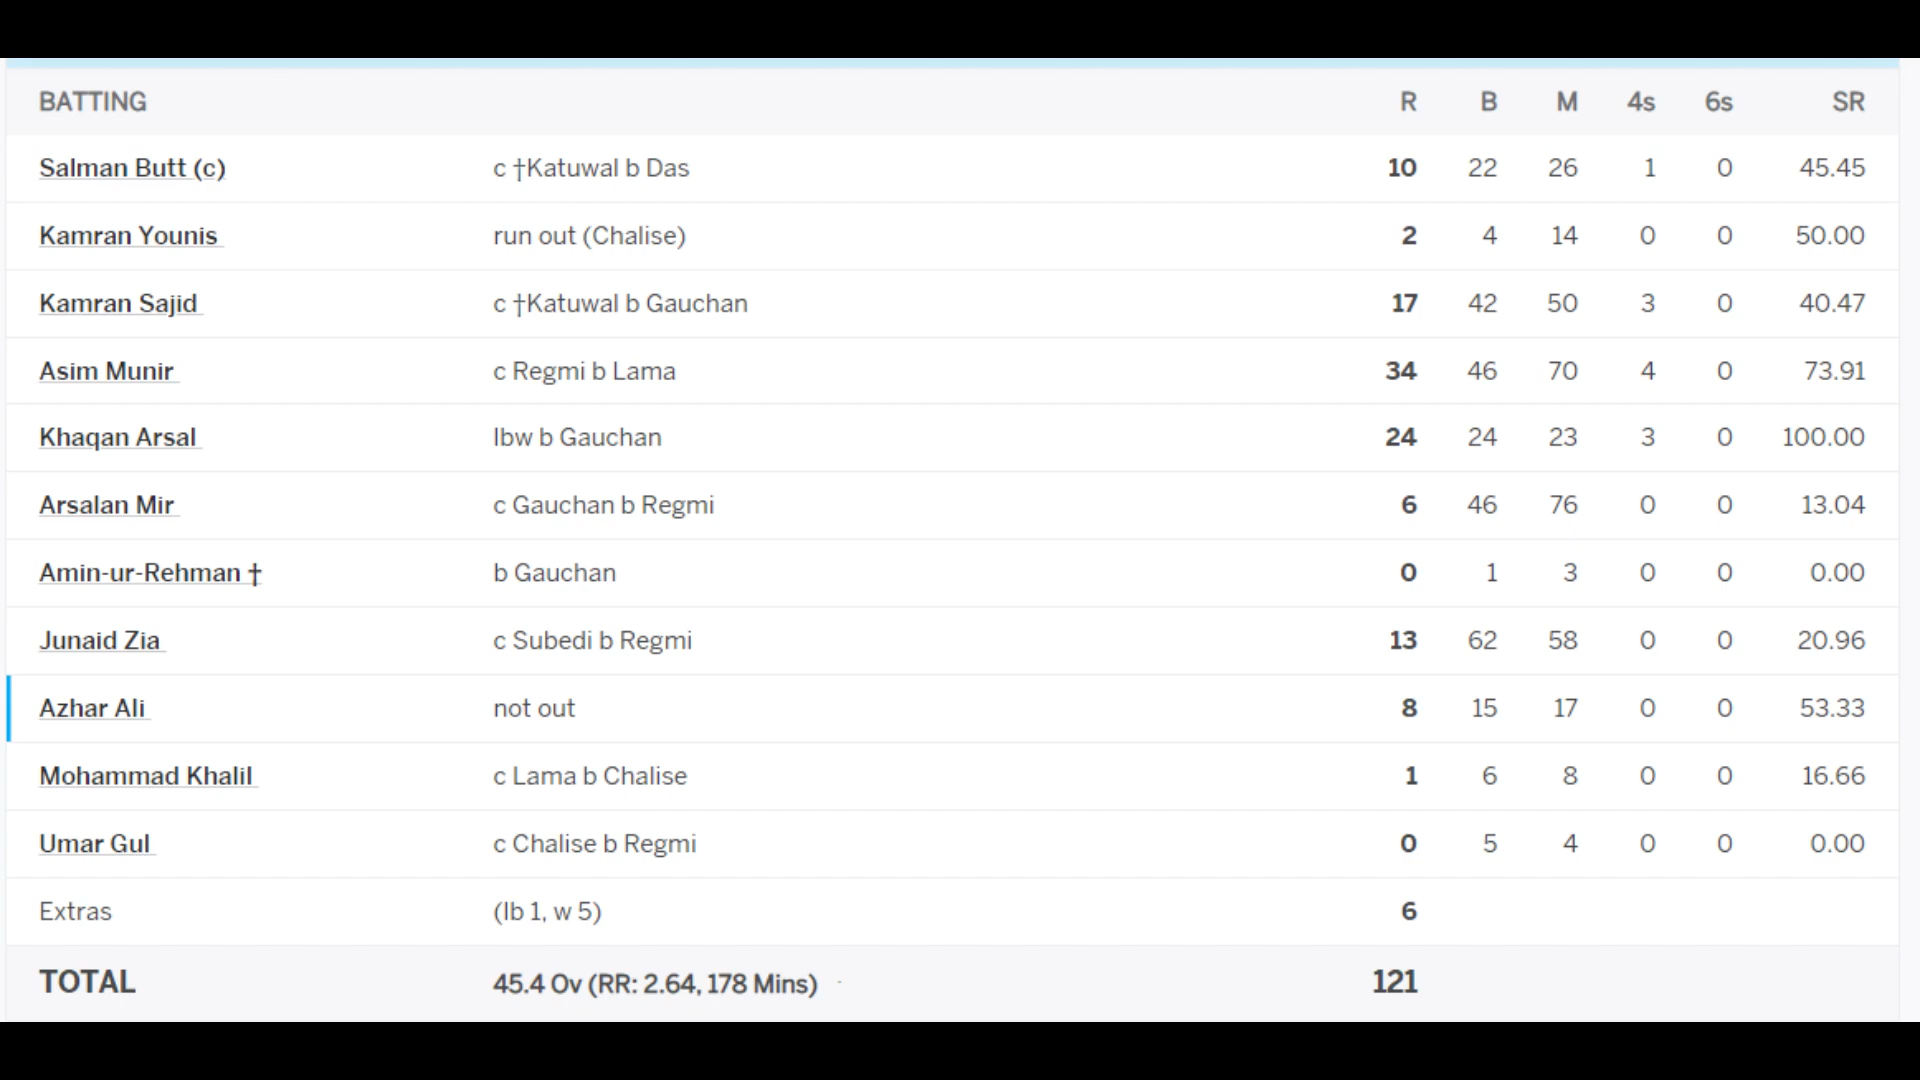 BATTING R B M 4s 6s SR
Salman Butt (c) c †Katuwal b Das 10 22 26 1 0 45.45
Kamran Younis run out (Chalise) 2 4 14 0 0 50.00
Kamran Sajid c †Katuwal b Gauchan 17 42 50 3 0 40.47
Asim Munir c Regmi b Lama 34 46 70 4 0 73.91
Khaqan Arsal lbw b Gauchan 24 24 23 3 0 100.00
Arsalan Mir c Gauchan b Regmi 6 46 76 0 0 13.04
Amin-ur-Rehman † b Gauchan 0 1 3 0 0 0.00
Junaid Zia c Subedi b Regmi 13 62 58 0 0 20.96
Azhar Ali not out 8 15 17 0 0 53.33
Mohammad Khalil c Lama b Chalise 1 6 8 0 0 16.66
Umar Gul c Chalise b Regmi 0 5 4 0 0 0.00
Extras (lb 1, w 5) 6
TOTAL 45.4 Ov (RR: 2.64, 178 Mins) 121